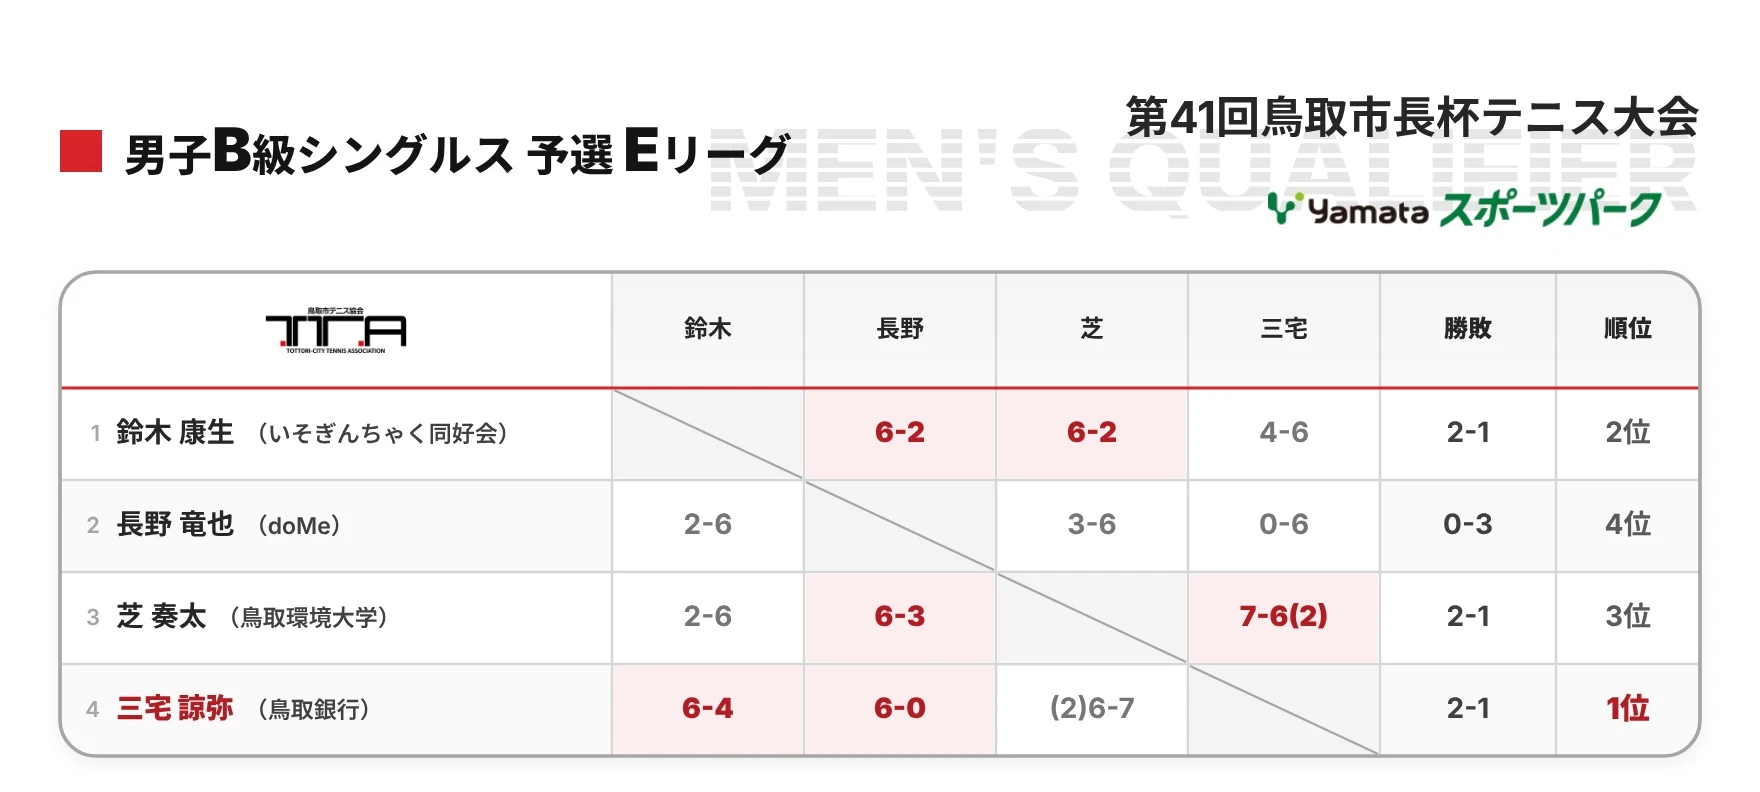 第41回鳥取市長杯テニス大会
男子B級シングルス 予選 Eリーグ
MEN'S QUALIFIER
Yamata スポーツパーク
鳥取市テニス協会
TTA
TOTTORI-CITY TENNIS ASSOCIATION
鈴木 長野 芝 三宅 勝敗 順位
1 鈴木 康生 （いそぎんちゃく同好会） 6-2 6-2 4-6 2-1 2位
2 長野 竜也 （doMe） 2-6 3-6 0-6 0-3 4位
3 芝 奏太 （鳥取環境大学） 2-6 6-3 7-6(2) 2-1 3位
4 三宅 諒弥 （鳥取銀行） 6-4 6-0 (2)6-7 2-1 1位